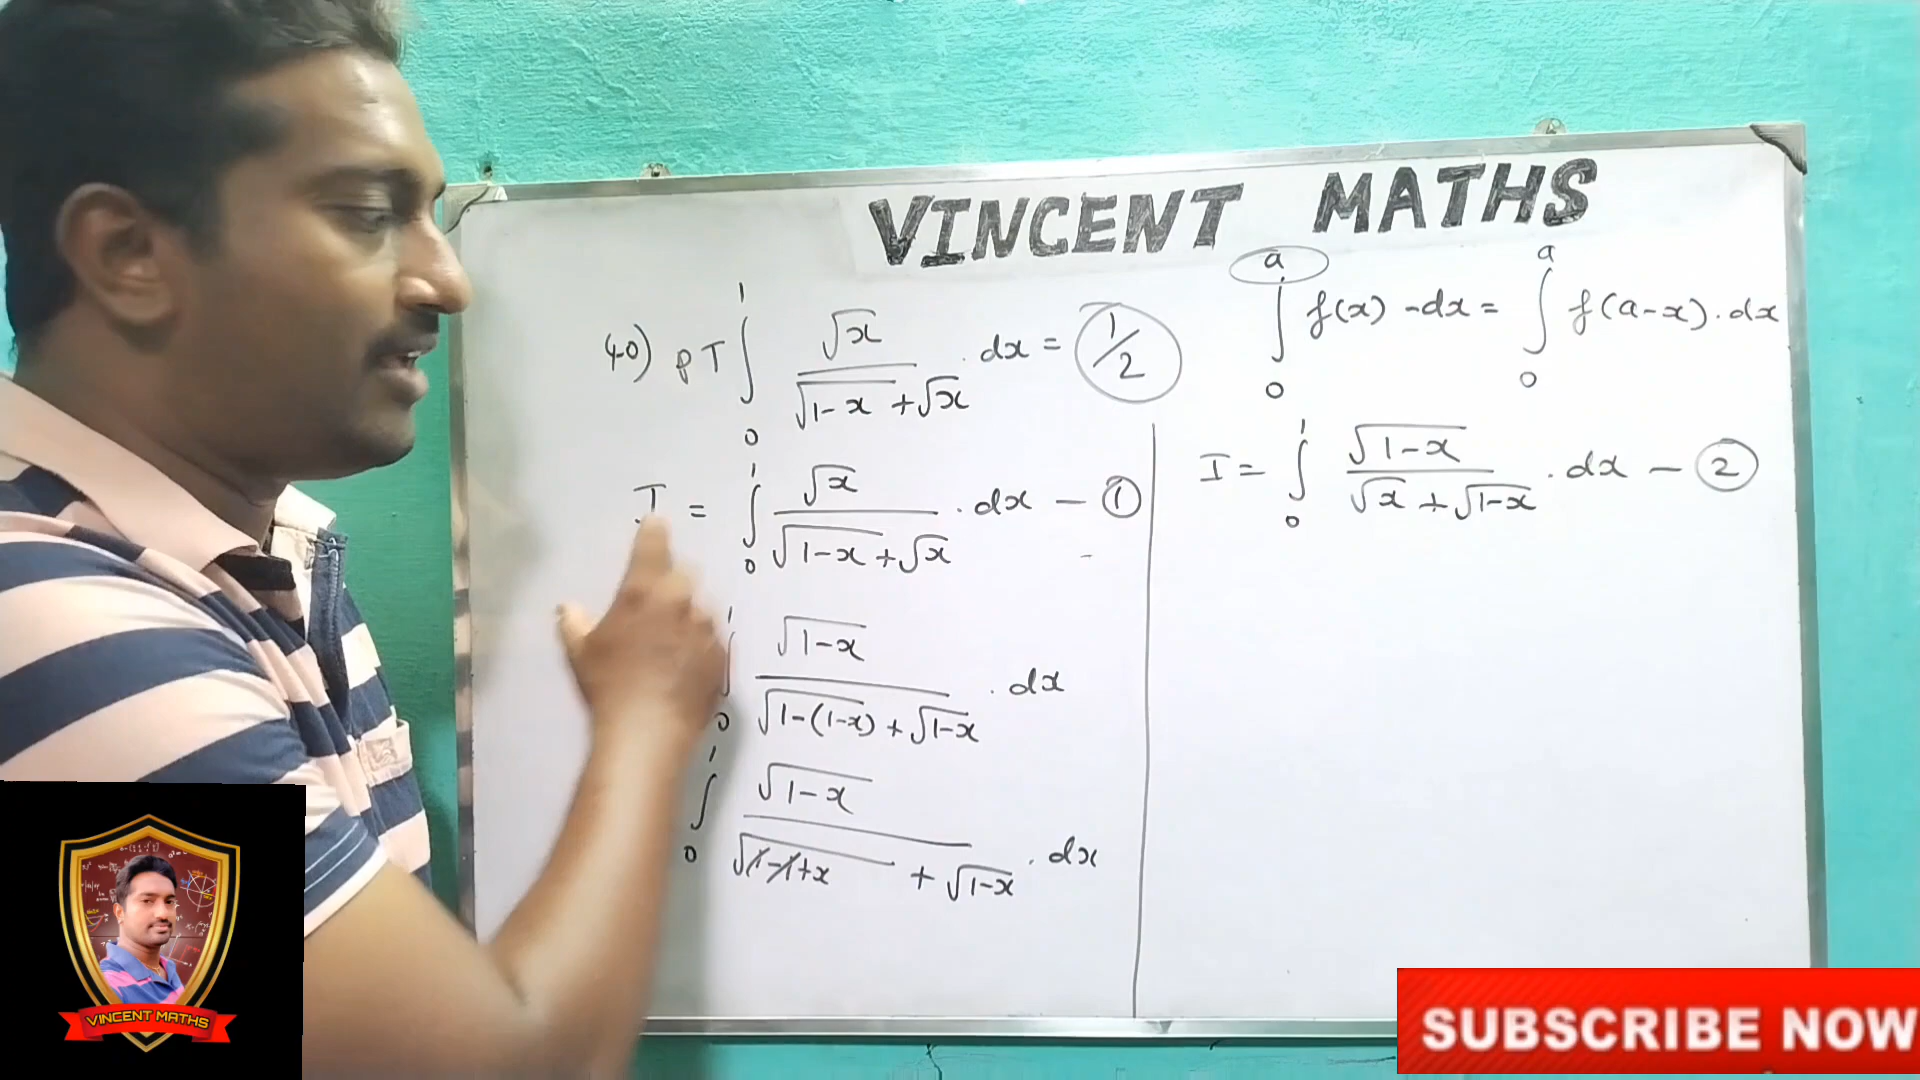 VINCENT MATHS
∫₀ᵃ f(x) - dx = ∫₀ᵃ f(a-x) . dx
40) PT ∫₀¹ √x / (√(1-x) + √x) . dx = 1/2
I = ∫₀¹ √x / (√(1-x) + √x) . dx — ①
∫₀¹ √(1-x) / (√(1-(1-x)) + √(1-x)) . dx
∫₀¹ √(1-x) / (√(1-1+x) + √(1-x)) . dx
I = ∫₀¹ √(1-x) / (√x + √(1-x)) . dx — ②
VINCENT MATHS
SUBSCRIBE NOW